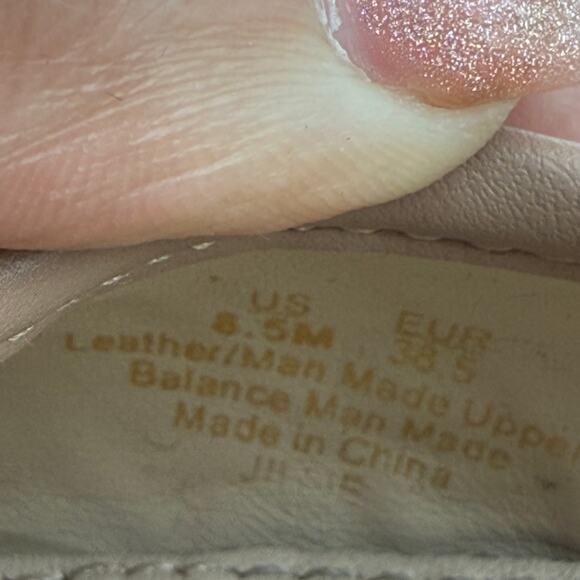 US EUR
8.5M 38.5
Leather/Man Made Upper
Balance Man Made
Made in China